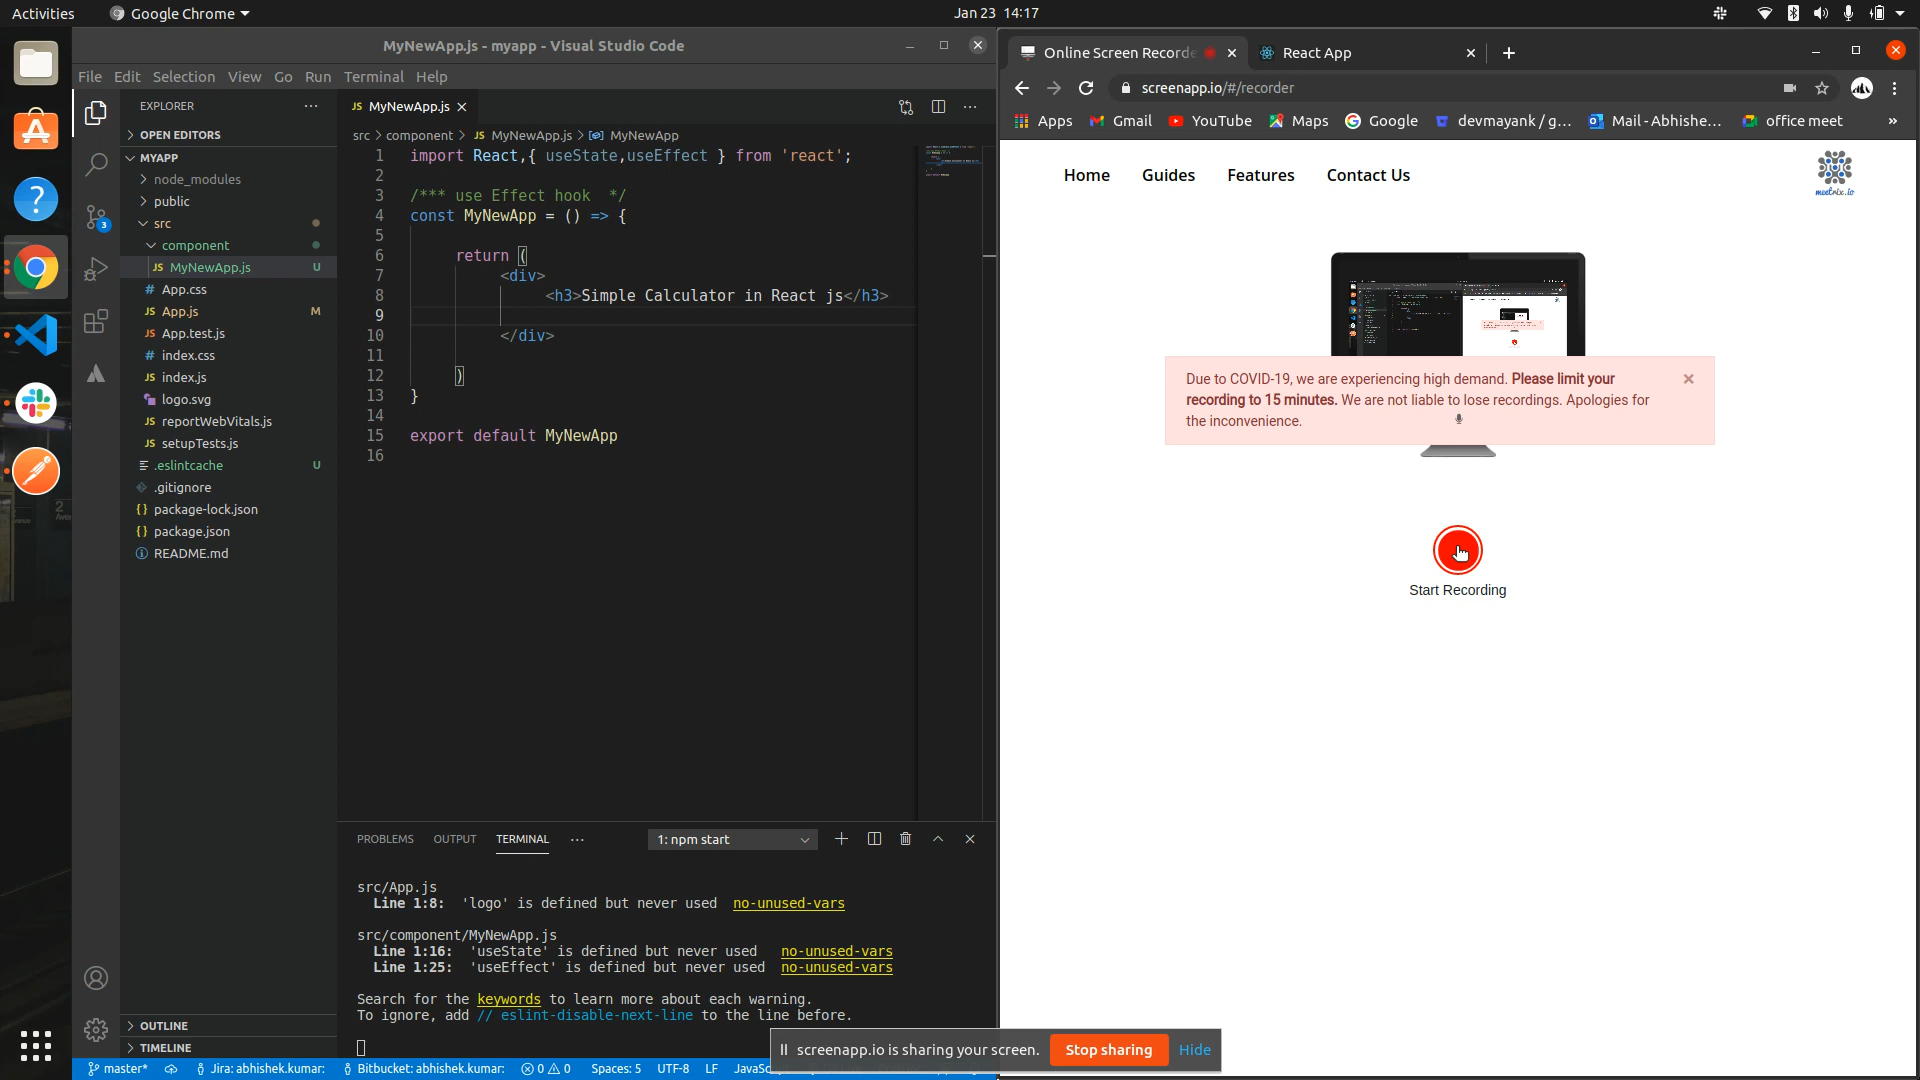 Activities
Google Chrome
Jan 23 14:17
MyNewApp.js - myapp - Visual Studio Code
File Edit Selection View Go Run Terminal Help
EXPLORER
OPEN EDITORS
MYAPP
node_modules
public
src
component
JS MyNewApp.js U
# App.css
JS App.js M
JS App.test.js
# index.css
JS index.js
logo.svg
JS reportWebVitals.js
JS setupTests.js
.eslintcache U
.gitignore
{} package-lock.json
{} package.json
README.md
OUTLINE
TIMELINE
3
JS MyNewApp.js
src > component > JS MyNewApp.js > MyNewApp
1 import React,{ useState,useEffect } from 'react';
2
3 /*** use Effect hook  */
4 const MyNewApp = () => {
5
6 return (
7 <div>
8 <h3>Simple Calculator in React js</h3>
9
10 </div>
11
12 )
13 }
14
15 export default MyNewApp
16
PROBLEMS OUTPUT TERMINAL ··· 1: npm start
src/App.js
Line 1:8: 'logo' is defined but never used no-unused-vars
src/component/MyNewApp.js
Line 1:16: 'useState' is defined but never used no-unused-vars
Line 1:25: 'useEffect' is defined but never used no-unused-vars
Search for the keywords to learn more about each warning.
To ignore, add // eslint-disable-next-line to the line before.
master* Jira: abhishek.kumar: Bitbucket: abhishek.kumar: 0 0 Spaces: 5 UTF-8 LF
screenapp.io is sharing your screen. Stop sharing Hide
Online Screen Recorde
React App
screenapp.io/#/recorder
Apps Gmail YouTube Maps Google devmayank / g... Mail - Abhishe... office meet »
Home Guides Features Contact Us
meetrix.io
Due to COVID-19, we are experiencing high demand. Please limit your
recording to 15 minutes. We are not liable to lose recordings. Apologies for
the inconvenience.
Start Recording